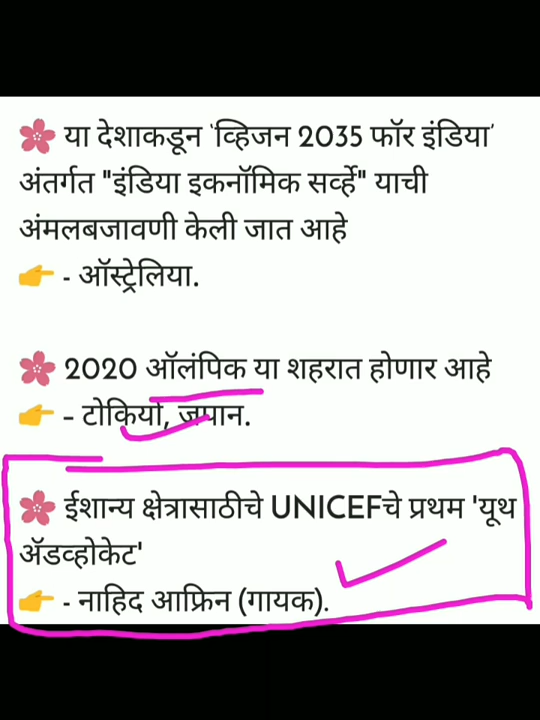 🌸 या देशाकडून 'व्हिजन 2035 फॉर इंडिया'
अंतर्गत "इंडिया इकनॉमिक सर्व्हे" याची
अंमलबजावणी केली जात आहे
👉 - ऑस्ट्रेलिया.
🌸 2020 ऑलंपिक या शहरात होणार आहे
👉 – टोकियो, जपान.
🌸 ईशान्य क्षेत्रासाठीचे UNICEFचे प्रथम 'यूथ
ॲडव्होकेट'
👉 - नाहिद आफ्रिन (गायक).